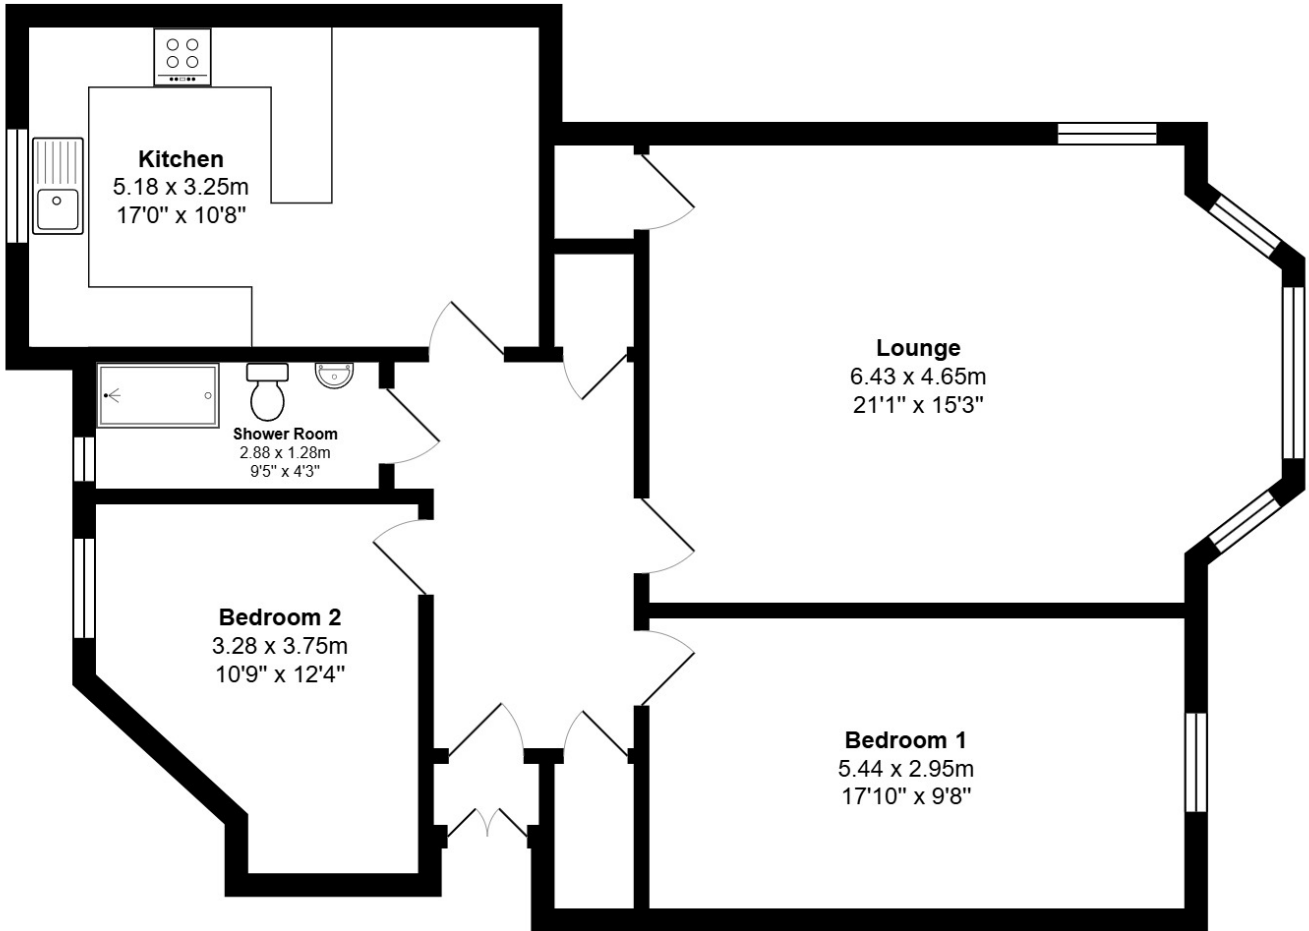 Kitchen
5.18 x 3.25m
17'0" x 10'8"
Lounge
6.43 x 4.65m
21'1" x 15'3"
Shower Room
2.88 x 1.28m
9'5" x 4'3"
Bedroom 2
3.28 x 3.75m
10'9" x 12'4"
Bedroom 1
5.44 x 2.95m
17'10" x 9'8"